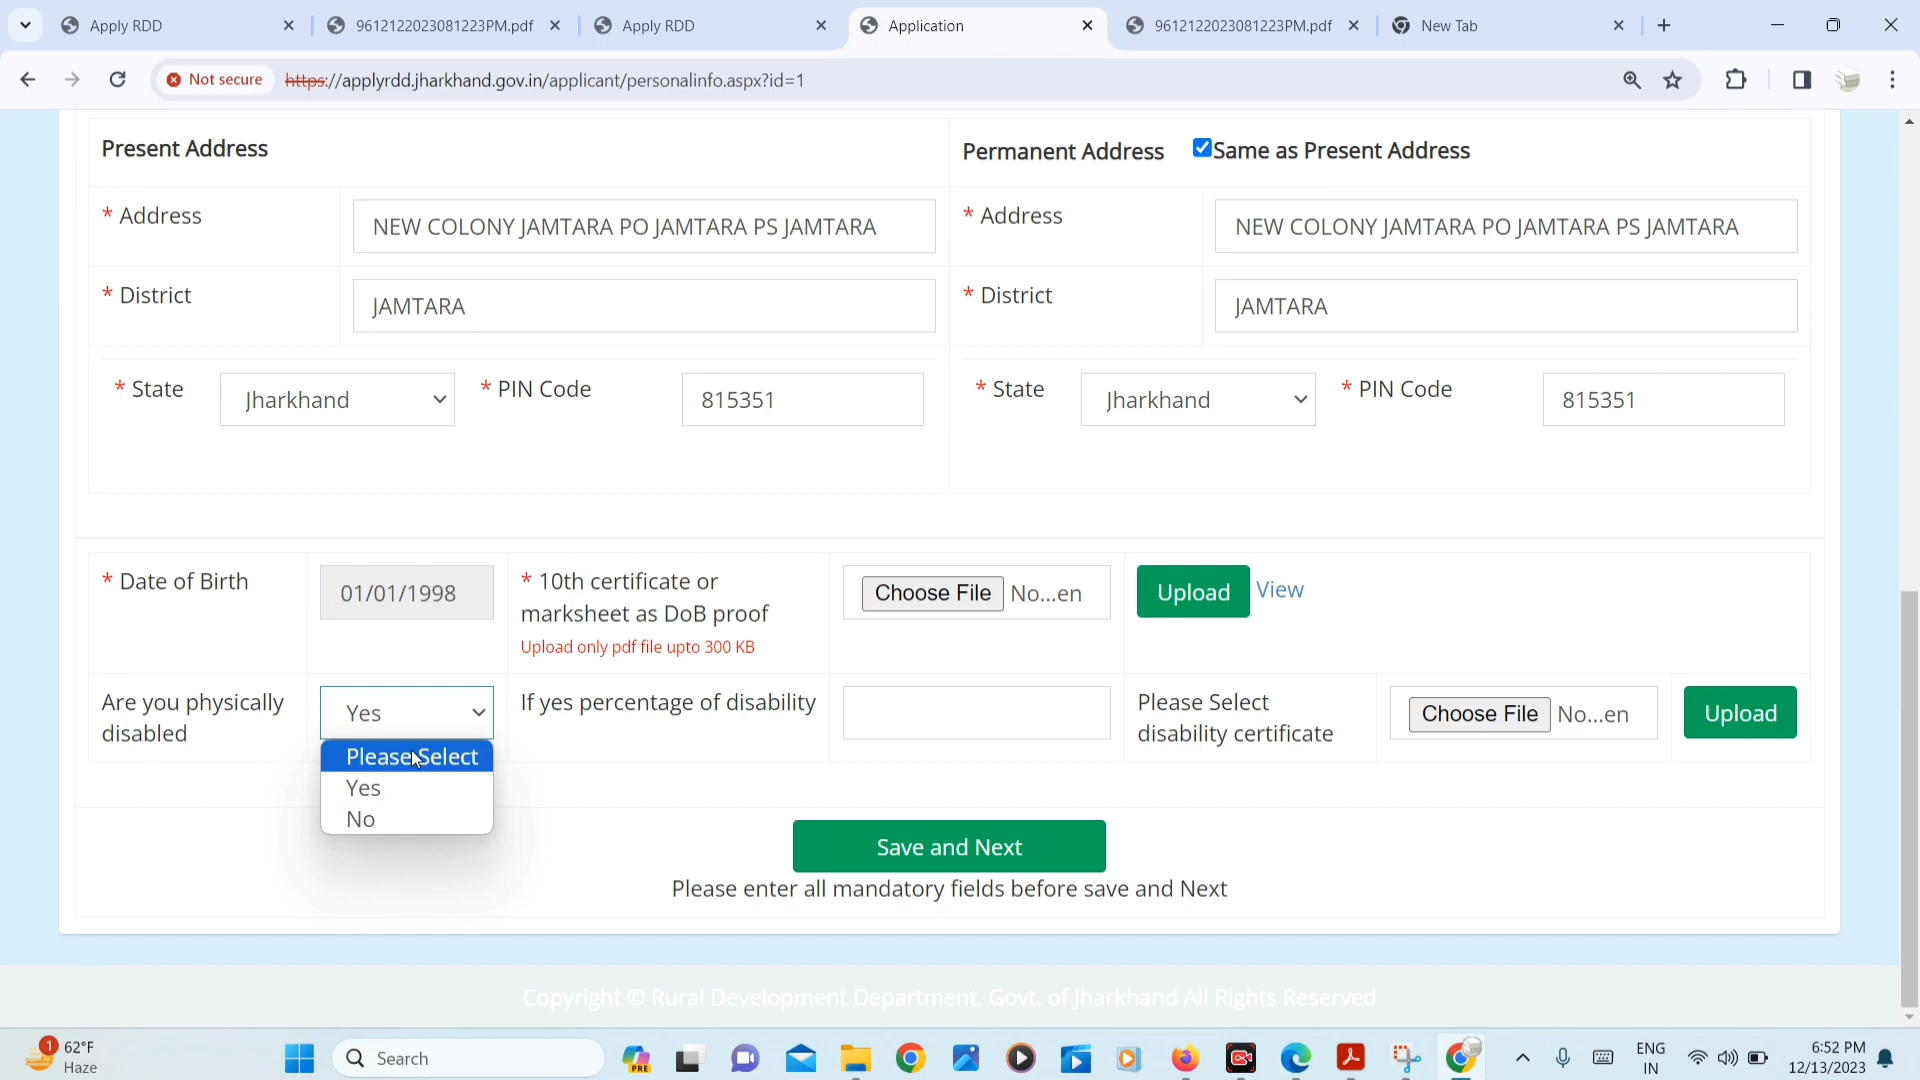 Apply RDD
9612122023081223PM.pdf
Apply RDD
Application
9612122023081223PM.pdf
New Tab
Not secure
https://applyrdd.jharkhand.gov.in/applicant/personalinfo.aspx?id=1
Present Address
Permanent Address
Same as Present Address
* Address
NEW COLONY JAMTARA PO JAMTARA PS JAMTARA
* Address
NEW COLONY JAMTARA PO JAMTARA PS JAMTARA
* District
JAMTARA
* District
JAMTARA
* State
Jharkhand
* PIN Code
815351
* State
Jharkhand
* PIN Code
815351
* Date of Birth
01/01/1998
* 10th certificate or
marksheet as DoB proof
Upload only pdf file upto 300 KB
Choose File
No...en
Upload
View
Are you physically
disabled
Yes
If yes percentage of disability
Please Select
disability certificate
Choose File
No...en
Upload
Please Select
Yes
No
Save and Next
Please enter all mandatory fields before save and Next
Copyright © Rural Development Department, Govt. of Jharkhand All Rights Reserved
1
62°F
Haze
Search
PRE
ENG
IN
6:52 PM
12/13/2023